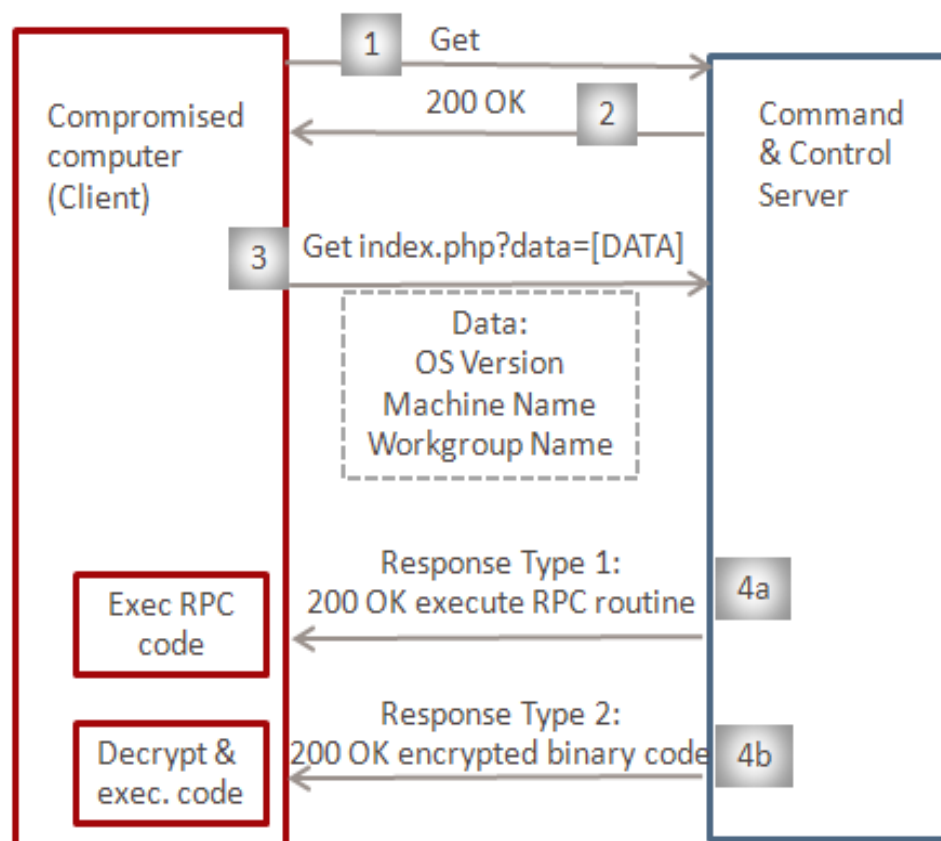 1
Get
200 OK
2
Compromised
computer
(Client)
Command
& Control
Server
3
Get index.php?data=[DATA]
Data:
OS Version
Machine Name
Workgroup Name
Response Type 1:
200 OK execute RPC routine
4a
Exec RPC
code
Response Type 2:
200 OK encrypted binary code
4b
Decrypt &
exec. code